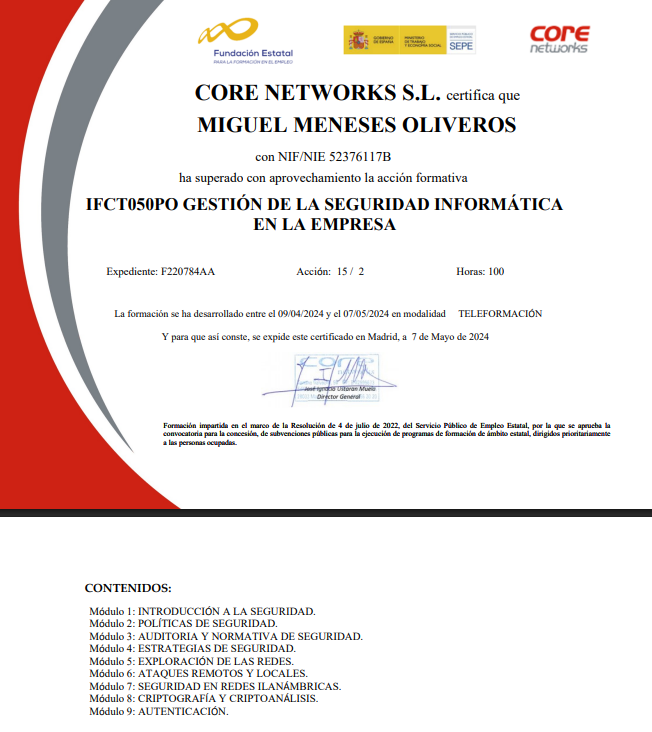 Fundación Estatal
PARA LA FORMACIÓN EN EL EMPLEO
GOBIERNO DE ESPAÑA
MINISTERIO DE TRABAJO Y ECONOMÍA SOCIAL
SEPE
core networks
CORE NETWORKS S.L. certifica que
MIGUEL MENESES OLIVEROS
con NIF/NIE 52376117B
ha superado con aprovechamiento la acción formativa
IFCT050PO GESTIÓN DE LA SEGURIDAD INFORMÁTICA
EN LA EMPRESA
Expediente: F220784AA Acción: 15 / 2 Horas: 100
La formación se ha desarrollado entre el 09/04/2024 y el 07/05/2024 en modalidad TELEFORMACIÓN
Y para que así conste, se expide este certificado en Madrid, a 7 de Mayo de 2024
core
José Ignacio Ustaran Muela
Director General
Formación impartida en el marco de la Resolución de 4 de julio de 2022, del Servicio Público de Empleo Estatal, por la que se aprueba la
convocatoria para la concesión, de subvenciones públicas para la ejecución de programas de formación de ámbito estatal, dirigidos prioritariamente
a las personas ocupadas.
CONTENIDOS:
Módulo 1: INTRODUCCIÓN A LA SEGURIDAD.
Módulo 2: POLÍTICAS DE SEGURIDAD.
Módulo 3: AUDITORIA Y NORMATIVA DE SEGURIDAD.
Módulo 4: ESTRATEGIAS DE SEGURIDAD.
Módulo 5: EXPLORACIÓN DE LAS REDES.
Módulo 6: ATAQUES REMOTOS Y LOCALES.
Módulo 7: SEGURIDAD EN REDES ILANÁMBRICAS.
Módulo 8: CRIPTOGRAFÍA Y CRIPTOANÁLISIS.
Módulo 9: AUTENTICACIÓN.